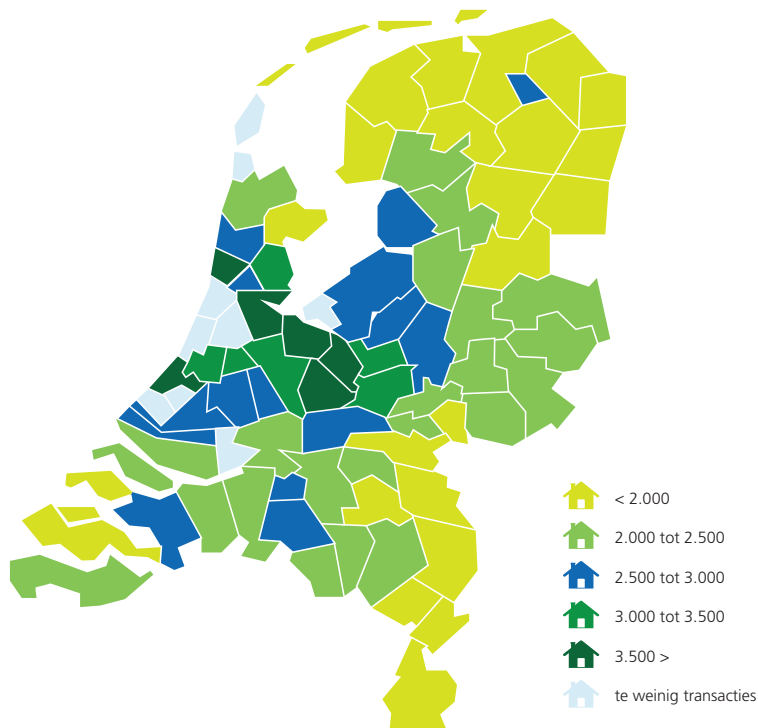 < 2.000
2.000 tot 2.500
2.500 tot 3.000
3.000 tot 3.500
3.500 >
te weinig transacties